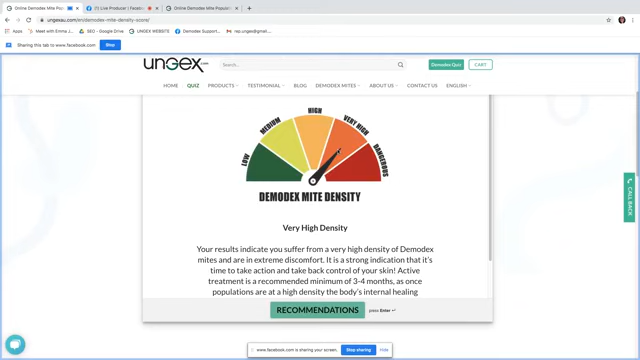 Online Demodex Mite Popul
(1) Live Producer | Facebo
Online Demodex Mite Popula
ungexau.com/en/demodex-mite-density-score/
Apps
Meet with Emma J...
SEO - Google Drive
UNGEX WEBSITE
Demodex Support...
rep.ungex@gmail...
Sharing this tab to www.facebook.com
Stop
ungex.com
Search...
Demodex Quiz
CART
HOME
QUIZ
PRODUCTS
TESTIMONIAL
BLOG
DEMODEX MITES
ABOUT US
CONTACT US
ENGLISH
LOW
MEDIUM
HIGH
VERY HIGH
DANGEROUS
DEMODEX MITE DENSITY
Very High Density
Your results indicate you suffer from a very high density of Demodex
mites and are in extreme discomfort. It is a strong indication that it's
time to take action and take back control of your skin! Active
treatment is recommended minimum of 3-4 months, as once
populations are at a high density the body's internal healing
RECOMMENDATIONS
press Enter ↵
CALL BACK
www.facebook.com is sharing your screen.
Stop sharing
Hide